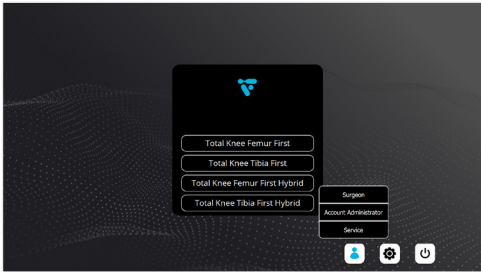 Total Knee Femur First
Total Knee Tibia First
Total Knee Femur First Hybrid
Total Knee Tibia First Hybrid
Surgeon
Account Administrator
Service